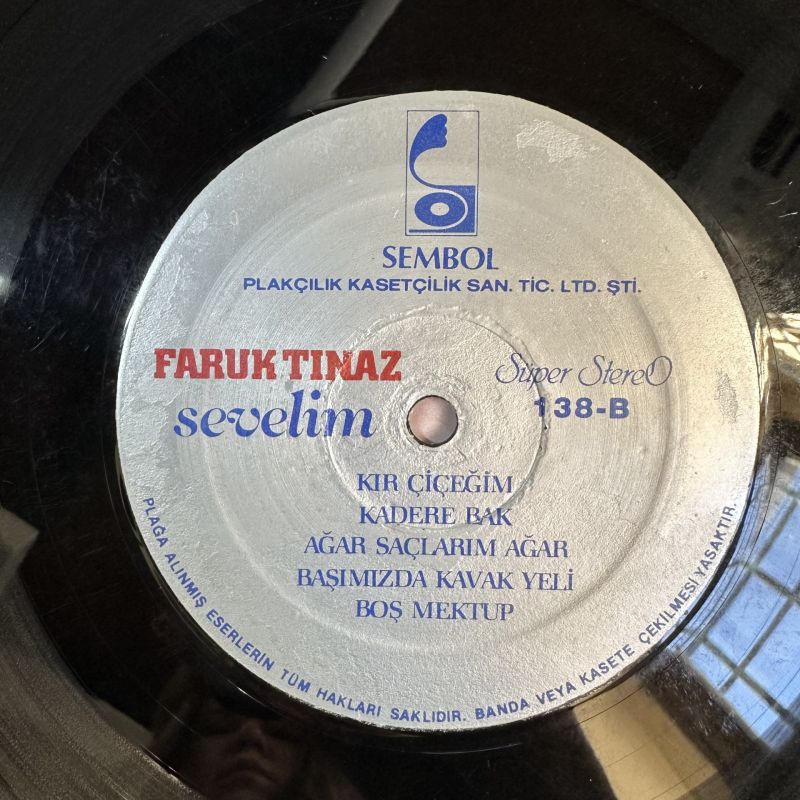 SEMBOL
PLAKÇILIK KASETÇİLİK SAN. TİC. LTD. ŞTİ.
FARUK TINAZ
sevelim
Süper Stereo
138-B
KIR ÇİÇEĞİM
KADERE BAK
AĞAR SAÇLARIM AĞAR
BAŞIMIZDA KAVAK YELİ
BOŞ MEKTUP
PLAĞA ALINMIŞ ESERLERİN TÜM HAKLARI SAKLIDIR. BANDA VEYA KASETE ÇEKİLMESİ YASAKTIR.